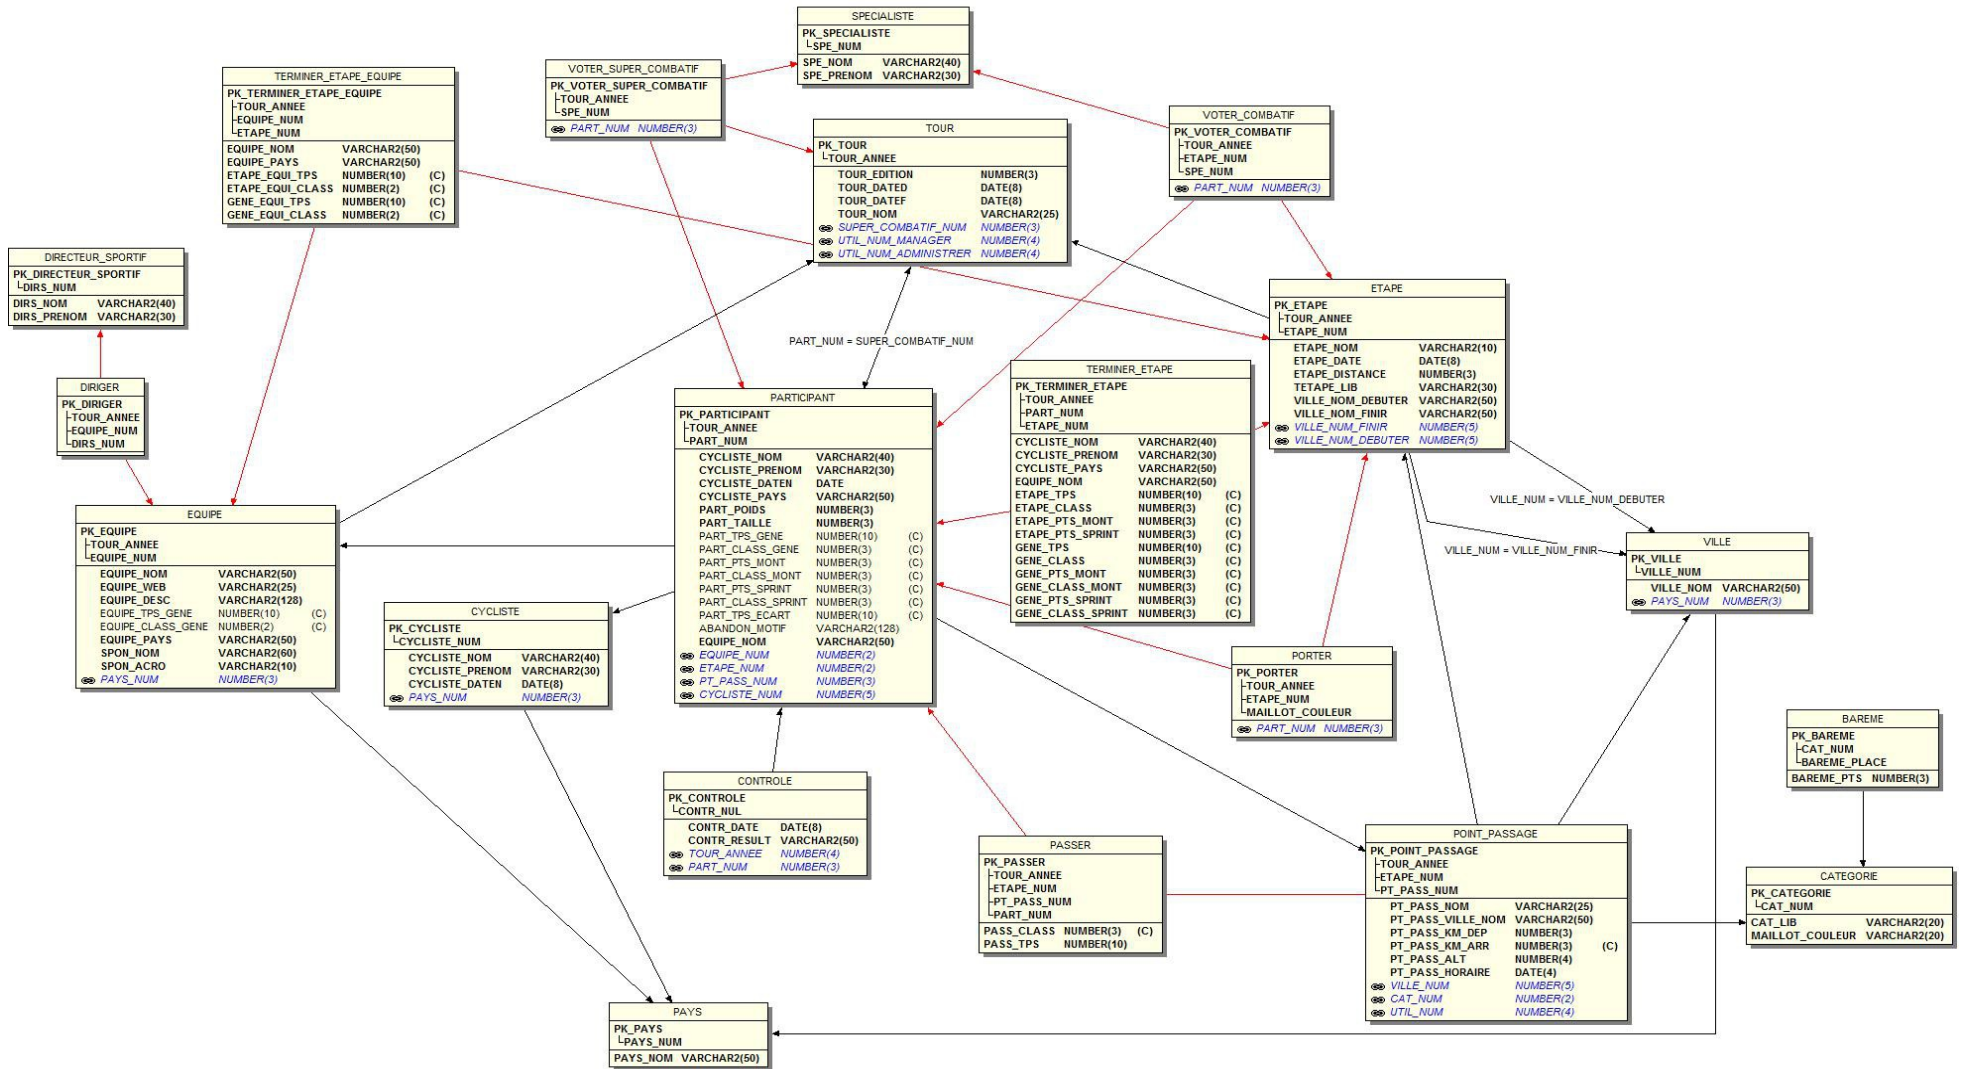 SPECIALISTE
PK_SPECIALISTE
SPE_NUM
SPE_NOM VARCHAR2(40)
SPE_PRENOM VARCHAR2(30)
TERMINER_ETAPE_EQUIPE
PK_TERMINER_ETAPE_EQUIPE
TOUR_ANNEE
EQUIPE_NUM
ETAPE_NUM
EQUIPE_NOM VARCHAR2(50)
EQUIPE_PAYS VARCHAR2(50)
ETAPE_EQUI_TPS NUMBER(10) (C)
ETAPE_EQUI_CLASS NUMBER(2) (C)
GENE_EQUI_TPS NUMBER(10) (C)
GENE_EQUI_CLASS NUMBER(2) (C)
VOTER_SUPER_COMBATIF
PK_VOTER_SUPER_COMBATIF
TOUR_ANNEE
SPE_NUM
PART_NUM NUMBER(3)
TOUR
PK_TOUR
TOUR_ANNEE
TOUR_EDITION NUMBER(3)
TOUR_DATED DATE(8)
TOUR_DATEF DATE(8)
TOUR_NOM VARCHAR2(25)
SUPER_COMBATIF_NUM NUMBER(3)
UTIL_NUM_MANAGER NUMBER(4)
UTIL_NUM_ADMINISTRER NUMBER(4)
VOTER_COMBATIF
PK_VOTER_COMBATIF
TOUR_ANNEE
ETAPE_NUM
SPE_NUM
PART_NUM NUMBER(3)
DIRECTEUR_SPORTIF
PK_DIRECTEUR_SPORTIF
DIRS_NUM
DIRS_NOM VARCHAR2(40)
DIRS_PRENOM VARCHAR2(30)
ETAPE
PK_ETAPE
TOUR_ANNEE
ETAPE_NUM
ETAPE_NOM VARCHAR2(10)
ETAPE_DATE DATE(8)
ETAPE_DISTANCE NUMBER(3)
TETAPE_LIB VARCHAR2(30)
VILLE_NOM_DEBUTER VARCHAR2(50)
VILLE_NOM_FINIR VARCHAR2(50)
VILLE_NUM_FINIR NUMBER(5)
VILLE_NUM_DEBUTER NUMBER(5)
PART_NUM = SUPER_COMBATIF_NUM
DIRIGER
PK_DIRIGER
TOUR_ANNEE
EQUIPE_NUM
DIRS_NUM
PARTICIPANT
PK_PARTICIPANT
TOUR_ANNEE
PART_NUM
CYCLISTE_NOM VARCHAR2(40)
CYCLISTE_PRENOM VARCHAR2(30)
CYCLISTE_DATEN DATE
CYCLISTE_PAYS VARCHAR2(50)
PART_POIDS NUMBER(3)
PART_TAILLE NUMBER(3)
PART_TPS_GENE NUMBER(10) (C)
PART_CLASS_GENE NUMBER(3) (C)
PART_PTS_MONT NUMBER(3) (C)
PART_CLASS_MONT NUMBER(3) (C)
PART_PTS_SPRINT NUMBER(3) (C)
PART_CLASS_SPRINT NUMBER(3) (C)
PART_TPS_ECART NUMBER(10) (C)
ABANDON_MOTIF VARCHAR2(128)
EQUIPE_NOM VARCHAR2(50)
EQUIPE_NUM NUMBER(2)
ETAPE_NUM NUMBER(2)
PT_PASS_NUM NUMBER(3)
CYCLISTE_NUM NUMBER(5)
TERMINER_ETAPE
PK_TERMINER_ETAPE
TOUR_ANNEE
PART_NUM
ETAPE_NUM
CYCLISTE_NOM VARCHAR2(40)
CYCLISTE_PRENOM VARCHAR2(30)
CYCLISTE_PAYS VARCHAR2(50)
EQUIPE_NOM VARCHAR2(50)
ETAPE_TPS NUMBER(10) (C)
ETAPE_CLASS NUMBER(3) (C)
ETAPE_PTS_MONT NUMBER(3) (C)
ETAPE_PTS_SPRINT NUMBER(3) (C)
GENE_TPS NUMBER(10) (C)
GENE_CLASS NUMBER(3) (C)
GENE_PTS_MONT NUMBER(3) (C)
GENE_CLASS_MONT NUMBER(3) (C)
GENE_PTS_SPRINT NUMBER(3) (C)
GENE_CLASS_SPRINT NUMBER(3) (C)
VILLE_NUM = VILLE_NUM_DEBUTER
VILLE_NUM = VILLE_NUM_FINIR
EQUIPE
PK_EQUIPE
TOUR_ANNEE
EQUIPE_NUM
EQUIPE_NOM VARCHAR2(50)
EQUIPE_WEB VARCHAR2(25)
EQUIPE_DESC VARCHAR2(128)
EQUIPE_TPS_GENE NUMBER(10) (C)
EQUIPE_CLASS_GENE NUMBER(2) (C)
EQUIPE_PAYS VARCHAR2(50)
SPON_NOM VARCHAR2(60)
SPON_ACRO VARCHAR2(10)
PAYS_NUM NUMBER(3)
VILLE
PK_VILLE
VILLE_NUM
VILLE_NOM VARCHAR2(50)
PAYS_NUM NUMBER(3)
CYCLISTE
PK_CYCLISTE
CYCLISTE_NUM
CYCLISTE_NOM VARCHAR2(40)
CYCLISTE_PRENOM VARCHAR2(30)
CYCLISTE_DATEN DATE(8)
PAYS_NUM NUMBER(3)
PORTER
PK_PORTER
TOUR_ANNEE
ETAPE_NUM
MAILLOT_COULEUR
PART_NUM NUMBER(3)
BAREME
PK_BAREME
CAT_NUM
BAREME_PLACE
BAREME_PTS NUMBER(3)
CONTROLE
PK_CONTROLE
CONTR_NUL
CONTR_DATE DATE(8)
CONTR_RESULT VARCHAR2(50)
TOUR_ANNEE NUMBER(4)
PART_NUM NUMBER(3)
PASSER
PK_PASSER
TOUR_ANNEE
ETAPE_NUM
PT_PASS_NUM
PART_NUM
PASS_CLASS NUMBER(3) (C)
PASS_TPS NUMBER(10)
POINT_PASSAGE
PK_POINT_PASSAGE
TOUR_ANNEE
ETAPE_NUM
PT_PASS_NUM
PT_PASS_NOM VARCHAR2(25)
PT_PASS_VILLE_NOM VARCHAR2(50)
PT_PASS_KM_DEP NUMBER(3)
PT_PASS_KM_ARR NUMBER(3) (C)
PT_PASS_ALT NUMBER(4)
PT_PASS_HORAIRE DATE(4)
VILLE_NUM NUMBER(5)
CAT_NUM NUMBER(2)
UTIL_NUM NUMBER(4)
CATEGORIE
PK_CATEGORIE
CAT_NUM
CAT_LIB VARCHAR2(20)
MAILLOT_COULEUR VARCHAR2(20)
PAYS
PK_PAYS
PAYS_NUM
PAYS_NOM VARCHAR2(50)